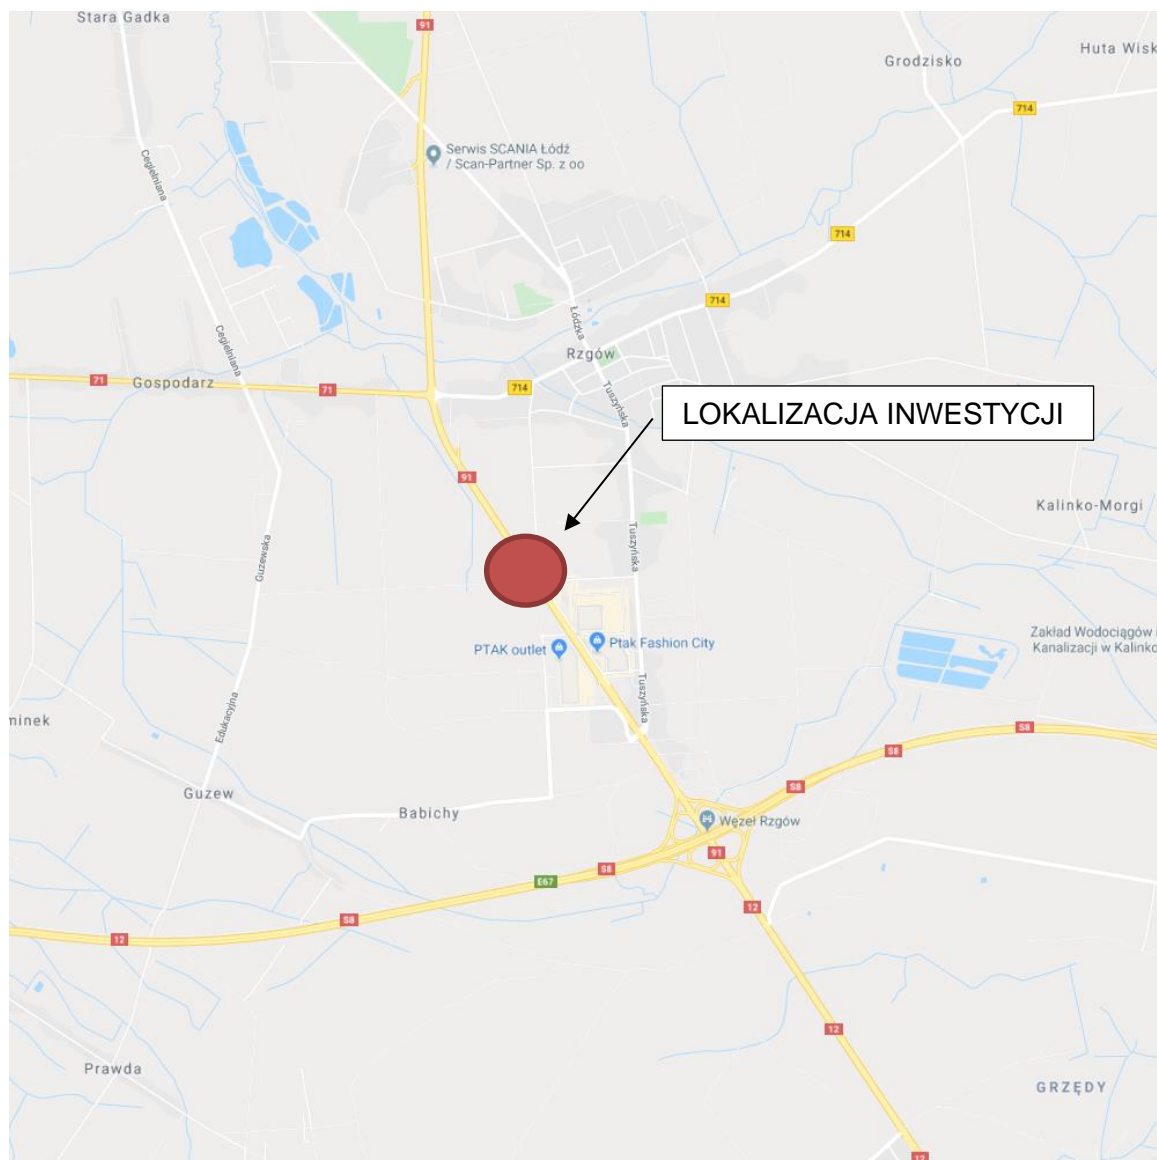 Stara Gadka
91
Huta Wisk
Grodzisko
714
Serwis SCANIA Łódź
/ Scan-Partner Sp. z oo
Cegielniana
714
714
Łódzka
Cegielniana
Rzgów
71
Gospodarz
71
714
Tuszyńska
LOKALIZACJA INWESTYCJI
91
Kalinko-Morgi
Tuszyńska
Guzewska
Zakład Wodociągów i
Kanalizacji w Kalinko
PTAK outlet
Ptak Fashion City
Tuszyńska
Edukacyjna
minek
S8
S8
S8
Guzew
Babichy
Węzeł Rzgów
91
S8
E67
12
S8
12
12
Prawda
GRZĘDY
12